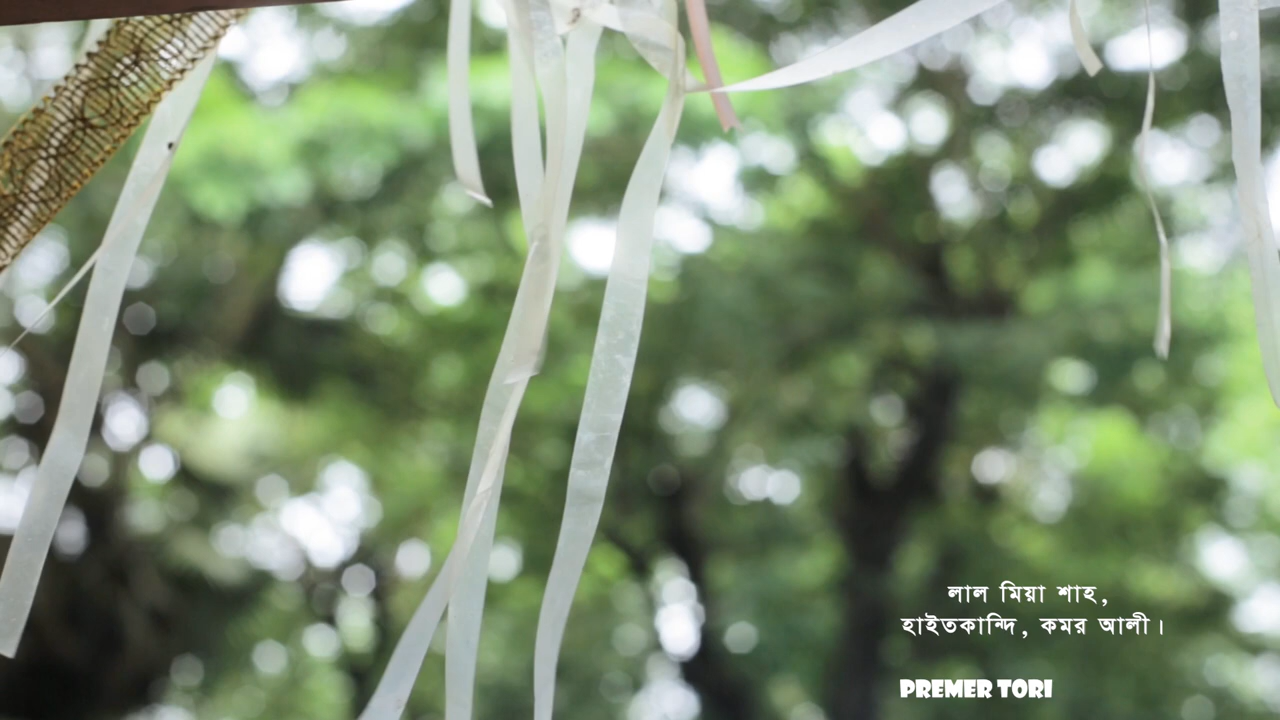 লাল মিয়া শাহ,
হাইতকান্দি, কমর আলী।
PREMER TORI